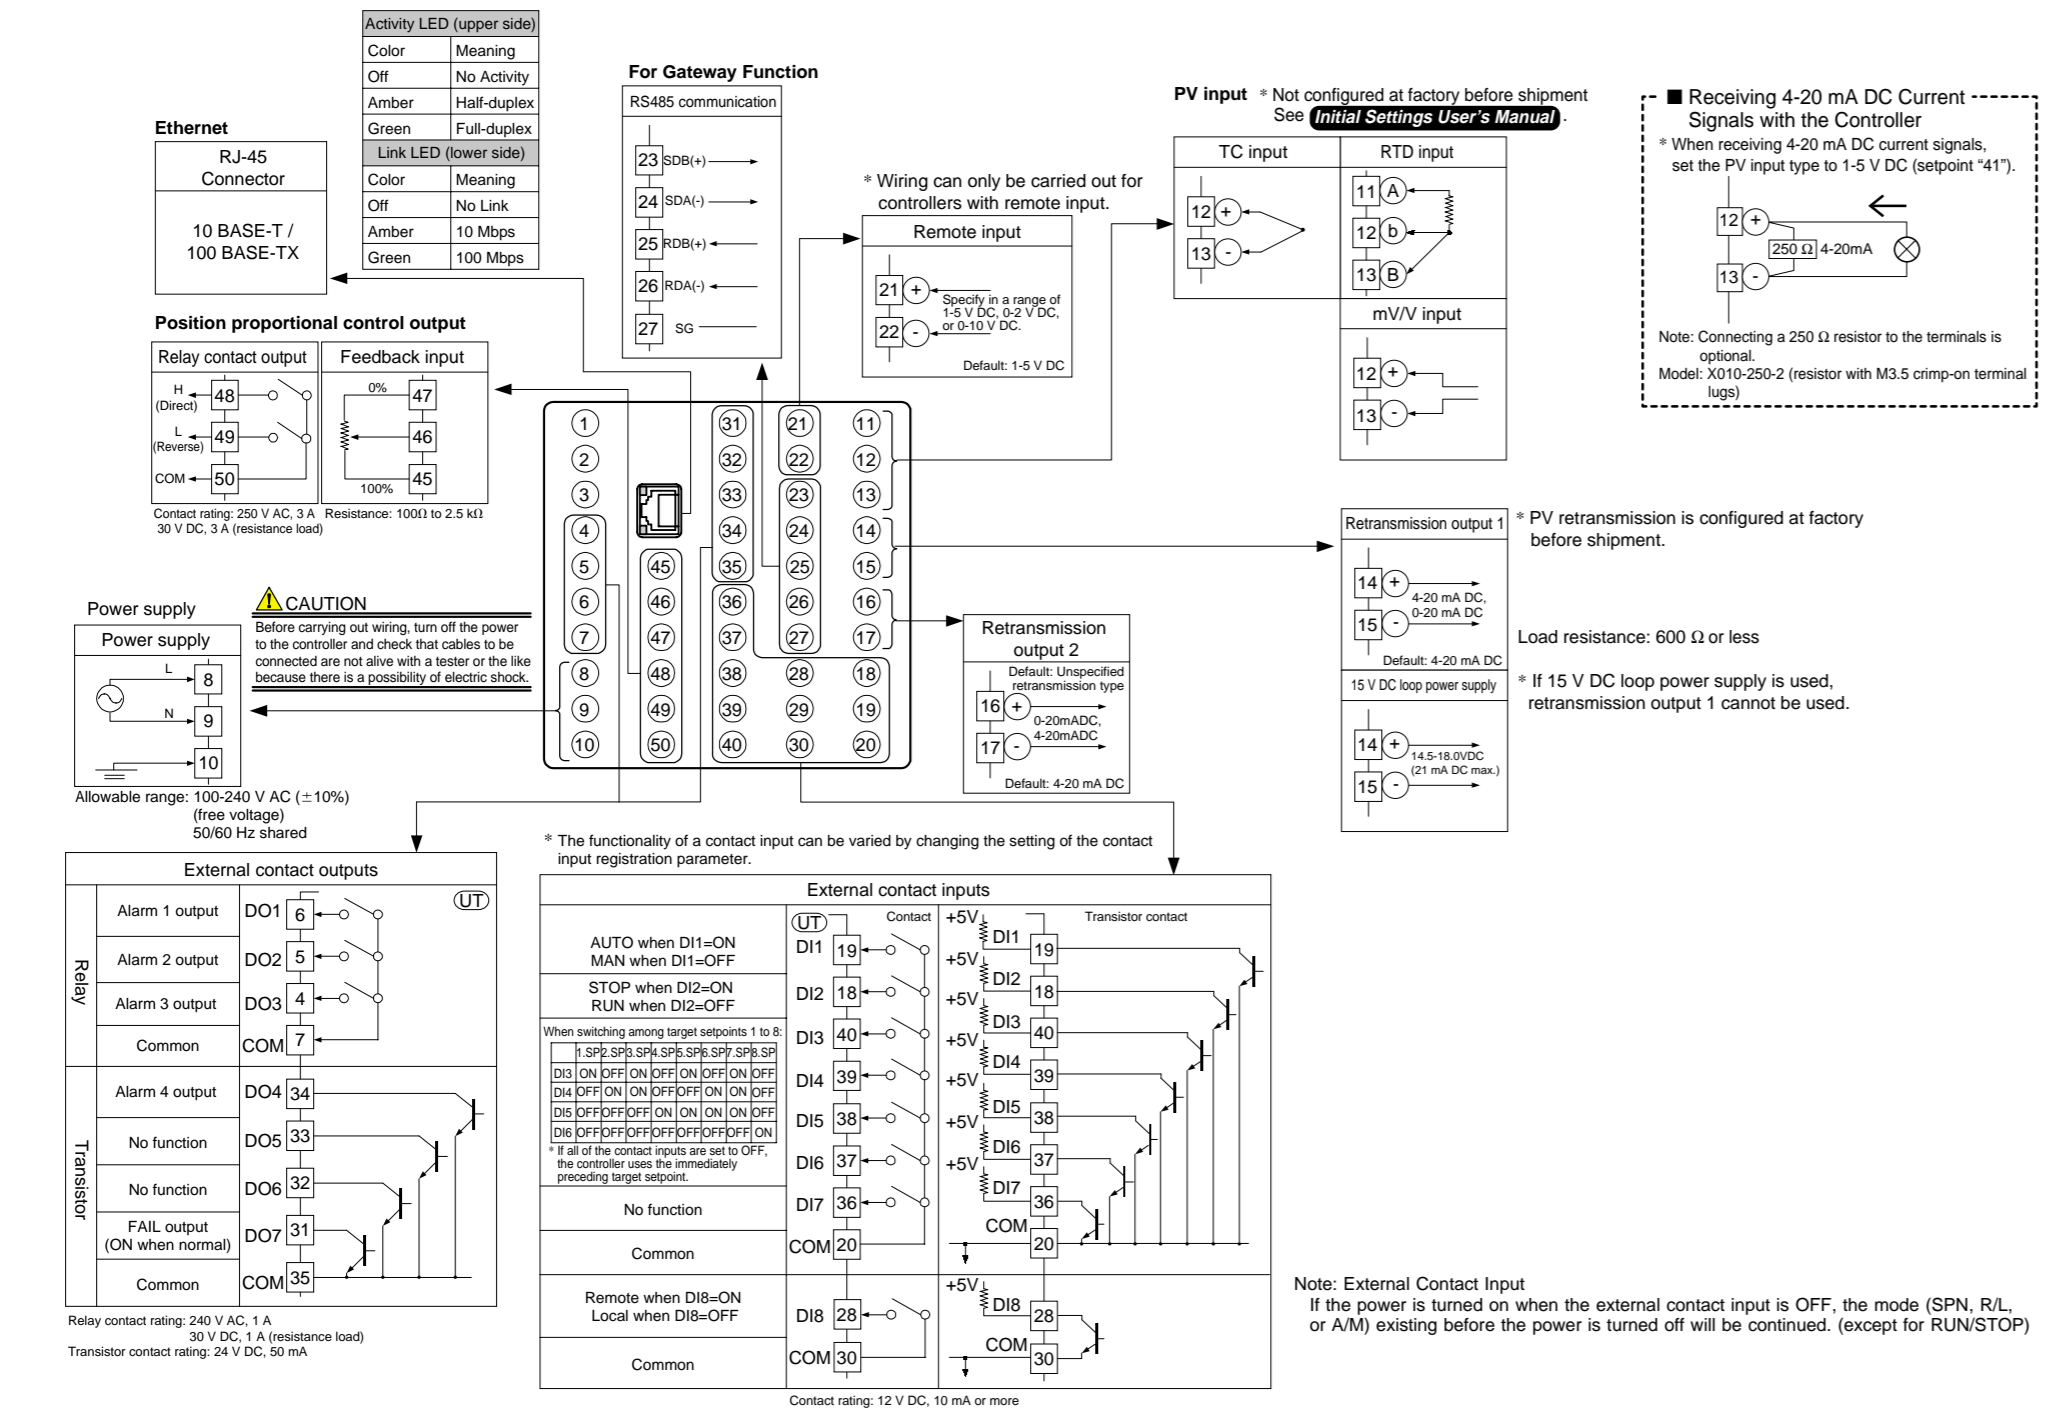 Activity LED (upper side)
Color Meaning
Off No Activity
Amber Half-duplex
Green Full-duplex
Link LED (lower side)
Color Meaning
Off No Link
Amber 10 Mbps
Green 100 Mbps
Ethernet
RJ-45
Connector
10 BASE-T /
100 BASE-TX
For Gateway Function
RS485 communication
23 SDB(+)
24 SDA(-)
25 RDB(+)
26 RDA(-)
27 SG
* Wiring can only be carried out for
controllers with remote input.
Remote input
21 +
Specify in a range of
1-5 V DC, 0-2 V DC,
or 0-10 V DC.
22 -
Default: 1-5 V DC
PV input * Not configured at factory before shipment
See Initial Settings User's Manual .
TC input
12 +
13 -
RTD input
11 A
12 b
13 B
mV/V input
12 +
13 -
■ Receiving 4-20 mA DC Current
Signals with the Controller
* When receiving 4-20 mA DC current signals,
set the PV input type to 1-5 V DC (setpoint “41”).
12 +
250 Ω 4-20mA
13 -
Note: Connecting a 250 Ω resistor to the terminals is
optional.
Model: X010-250-2 (resistor with M3.5 crimp-on terminal
lugs)
Position proportional control output
Relay contact output
H
(Direct)
48
L
(Reverse)
49
COM 50
Feedback input
0% 47
46
100% 45
Contact rating: 250 V AC, 3 A
30 V DC, 3 A (resistance load)
Resistance: 100Ω to 2.5 kΩ
1 31 21 11
2 32 22 12
3 33 23 13
4 34 24 14
5 45 35 25 15
6 46 36 26 16
7 47 37 27 17
8 48 38 28 18
9 49 39 29 19
10 50 40 30 20
CAUTION
Before carrying out wiring, turn off the power
to the controller and check that cables to be
connected are not alive with a tester or the like
because there is a possibility of electric shock.
Power supply
Power supply
L 8
N 9
10
Allowable range: 100-240 V AC (±10%)
(free voltage)
50/60 Hz shared
Retransmission
output 2
Default: Unspecified
retransmission type
16 +
0-20mADC,
4-20mADC
17 -
Default: 4-20 mA DC
Retransmission output 1
14 +
4-20 mA DC,
0-20 mA DC
15 -
Default: 4-20 mA DC
* PV retransmission is configured at factory
before shipment.
Load resistance: 600 Ω or less
15 V DC loop power supply
14 +
14.5-18.0VDC
(21 mA DC max.)
15 -
* If 15 V DC loop power supply is used,
retransmission output 1 cannot be used.
External contact outputs
UT
Relay
Alarm 1 output DO1 6
Alarm 2 output DO2 5
Alarm 3 output DO3 4
Common COM 7
Transistor
Alarm 4 output DO4 34
No function DO5 33
No function DO6 32
FAIL output
(ON when normal)
DO7 31
Common COM 35
Relay contact rating: 240 V AC, 1 A
30 V DC, 1 A (resistance load)
Transistor contact rating: 24 V DC, 50 mA
* The functionality of a contact input can be varied by changing the setting of the contact
input registration parameter.
External contact inputs
AUTO when DI1=ON
MAN when DI1=OFF
STOP when DI2=ON
RUN when DI2=OFF
When switching among target setpoints 1 to 8:
1.SP 2.SP 3.SP 4.SP 5.SP 6.SP 7.SP 8.SP
DI3 ON OFF ON OFF ON OFF ON OFF
DI4 OFF ON ON OFF OFF ON ON OFF
DI5 OFF OFF OFF ON ON ON ON OFF
DI6 OFF OFF OFF OFF OFF OFF OFF ON
* If all of the contact inputs are set to OFF,
the controller uses the immediately
preceding target setpoint.
No function
Common
Remote when DI8=ON
Local when DI8=OFF
Common
UT Contact
DI1 19
DI2 18
DI3 40
DI4 39
DI5 38
DI6 37
DI7 36
COM 20
DI8 28
COM 30
Transistor contact
+5V
DI1 19
+5V
DI2 18
+5V
DI3 40
+5V
DI4 39
+5V
DI5 38
+5V
DI6 37
+5V
DI7 36
COM
20
+5V
DI8 28
COM
30
Contact rating: 12 V DC, 10 mA or more
Note: External Contact Input
If the power is turned on when the external contact input is OFF, the mode (SPN, R/L,
or A/M) existing before the power is turned off will be continued. (except for RUN/STOP)